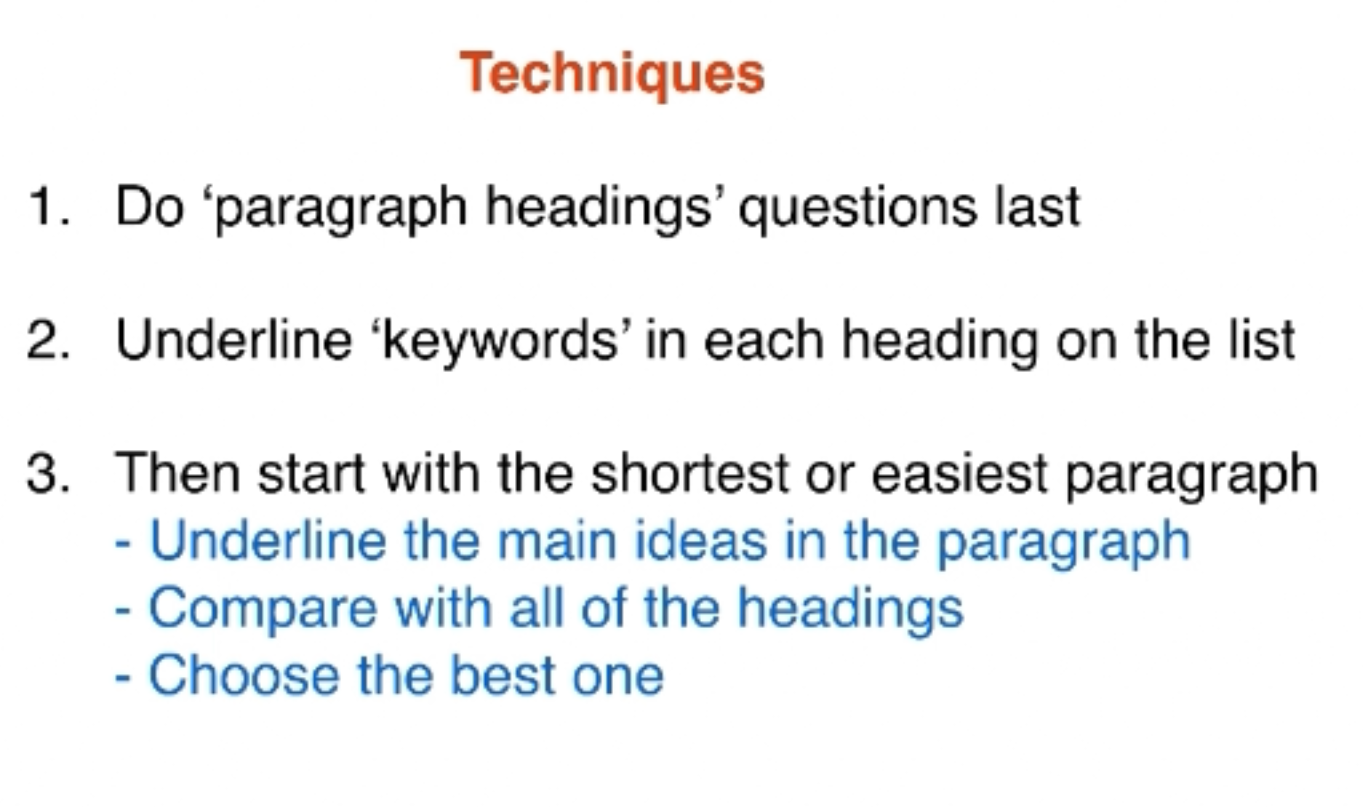 Techniques
1. Do ‘paragraph headings’ questions last
2. Underline ‘keywords’ in each heading on the list
3. Then start with the shortest or easiest paragraph
- Underline the main ideas in the paragraph
- Compare with all of the headings
- Choose the best one